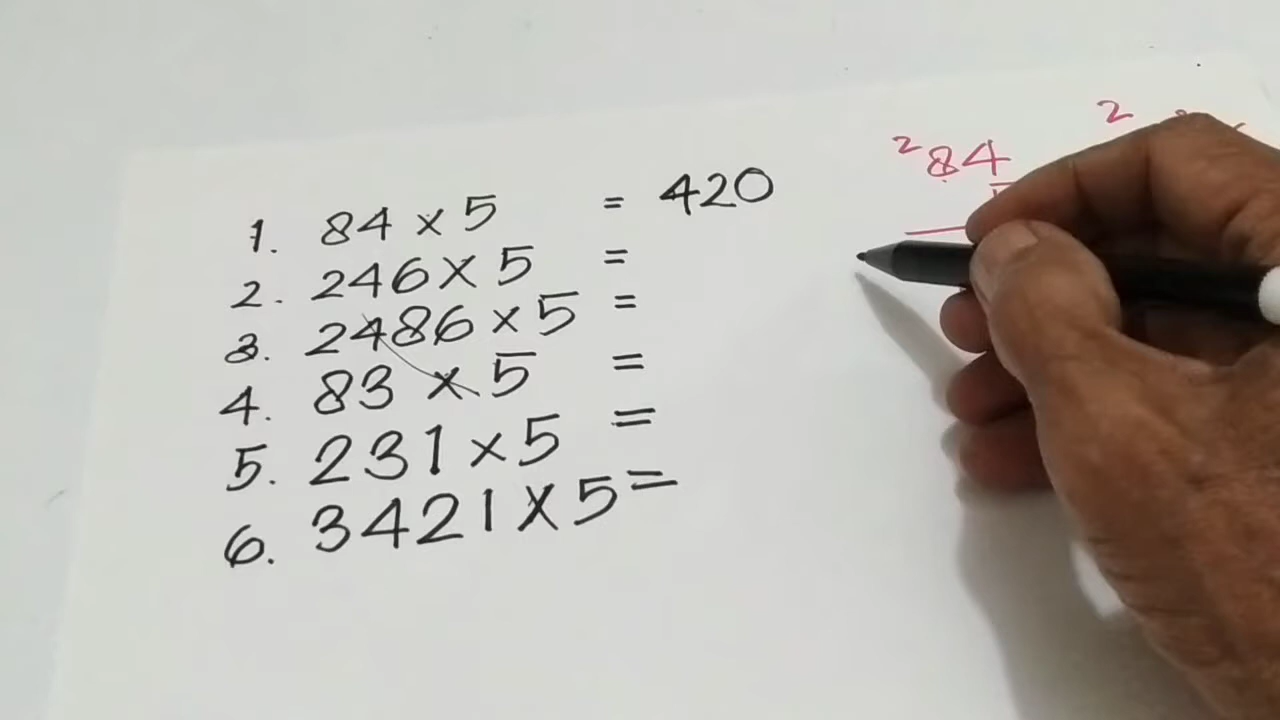 1. 84 × 5 = 420
2. 246 × 5 =
3. 2486 × 5 =
4. 83 × 5 =
5. 231 × 5 =
6. 3421 × 5 =
2 84
2